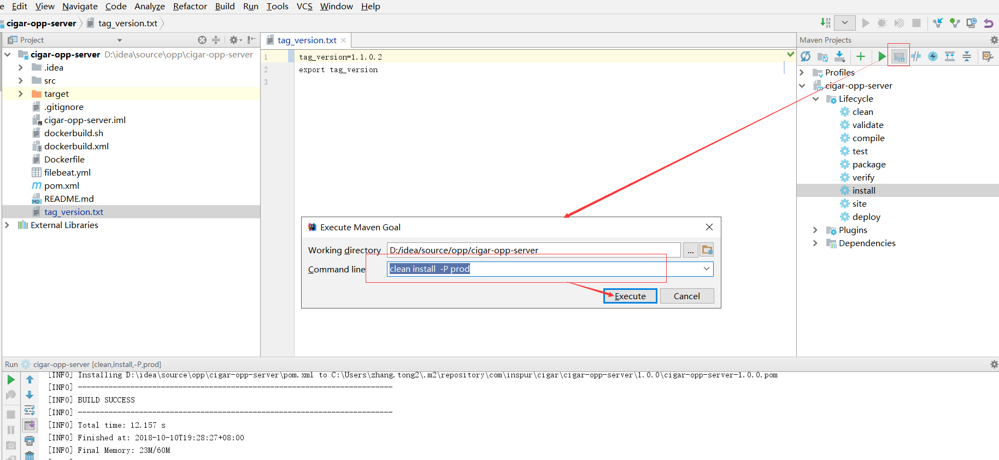 e Edit View Navigate Code Analyze Refactor Build Run Tools VCS Window Help
cigar-opp-server tag_version.txt
Project
tag_version.txt
Maven Projects
cigar-opp-server D:\idea\source\opp\cigar-opp-server
.idea
src
target
.gitignore
cigar-opp-server.iml
dockerbuild.sh
dockerbuild.xml
Dockerfile
filebeat.yml
pom.xml
README.md
tag_version.txt
External Libraries
1 tag_version=1.1.0.2
2 export tag_version
3
Profiles
cigar-opp-server
Lifecycle
clean
validate
compile
test
package
verify
install
site
deploy
Plugins
Dependencies
Execute Maven Goal
Working directory D:/idea/source/opp/cigar-opp-server ...
Command line clean install  -P prod
Execute Cancel
Run cigar-opp-server [clean,install,-P,prod]
[INFO] Installing D:\idea\source\opp\cigar-opp-server\pom.xml to C:\Users\zhang.tong2\.m2\repository\com\inspur\cigar\cigar-opp-server\1.0.0\cigar-opp-server-1.0.0.pom
[INFO] ------------------------------------------------------------------------
[INFO] BUILD SUCCESS
[INFO] ------------------------------------------------------------------------
[INFO] Total time: 12.157 s
[INFO] Finished at: 2018-10-10T19:28:27+08:00
[INFO] Final Memory: 23M/60M